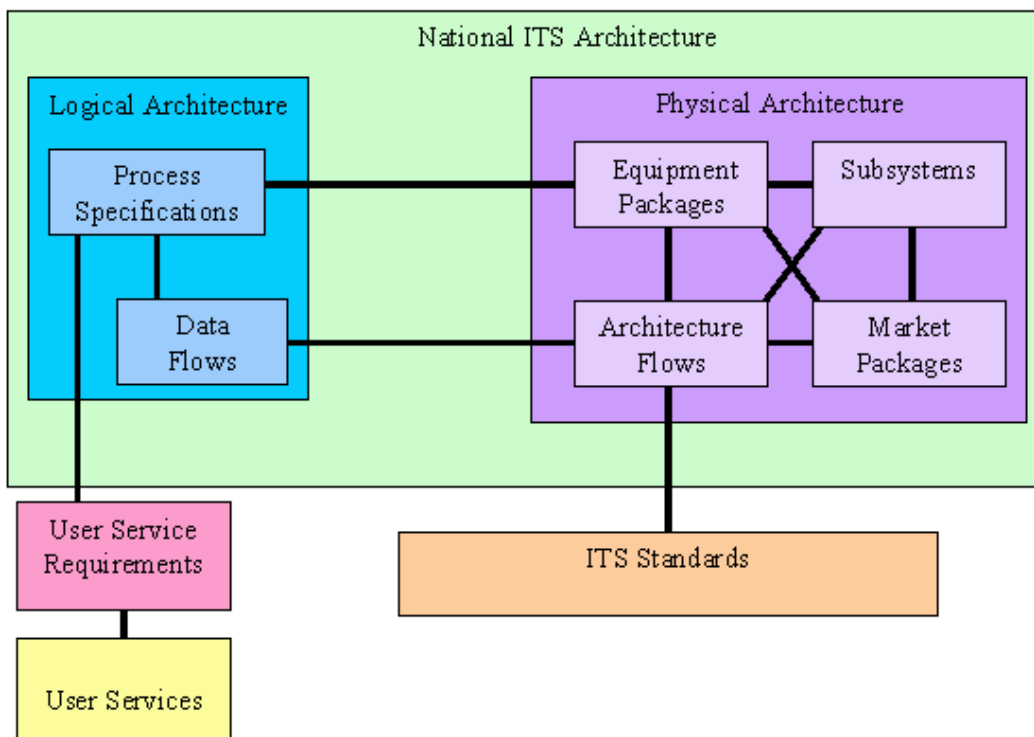 National ITS Architecture
Logical Architecture
Process
Specifications
Data
Flows
Physical Architecture
Equipment
Packages
Subsystems
Architecture
Flows
Market
Packages
User Service
Requirements
ITS Standards
User Services